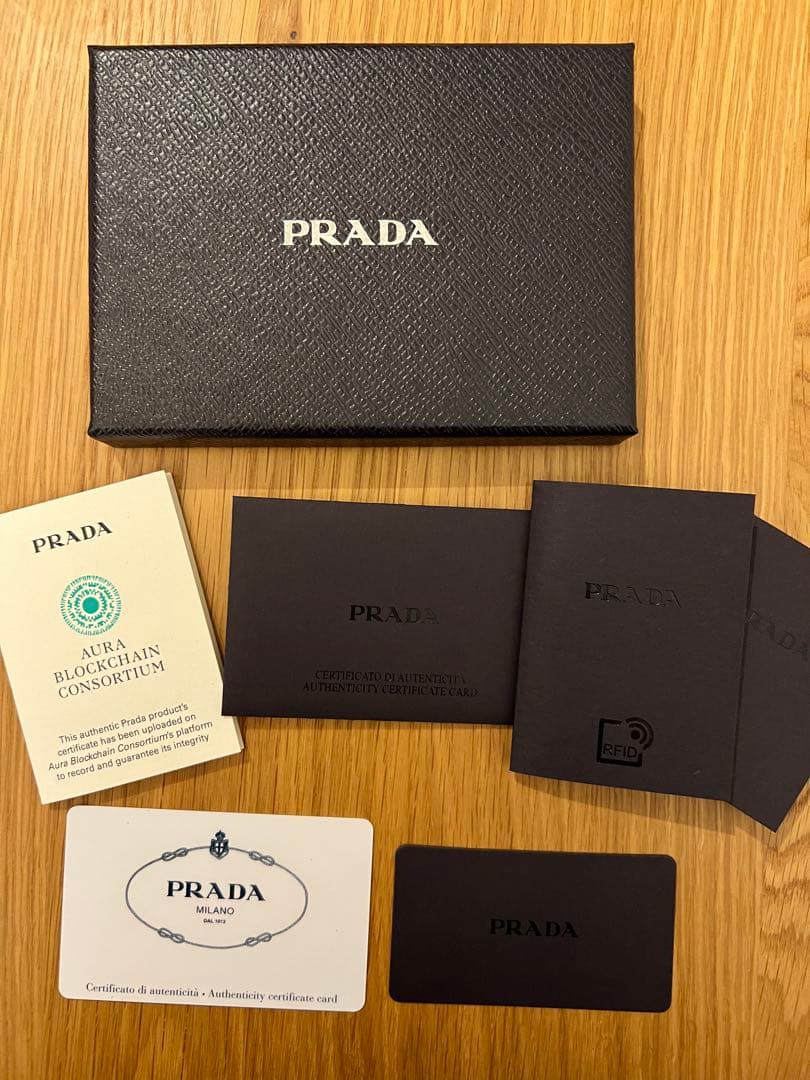 PRADA
PRADA
AURA
BLOCKCHAIN
CONSORTIUM
This authentic Prada product's
certificate has been uploaded on
Aura Blockchain Consortium's platform
to record and guarantee its integrity
PRADA
CERTIFICATO DI AUTENTICITÀ
AUTHENTICITY CERTIFICATE CARD
PRADA
RFID
RADA
PRADA
MILANO
DAL 1913
Certificato di autenticità • Authenticity certificate card
PRADA